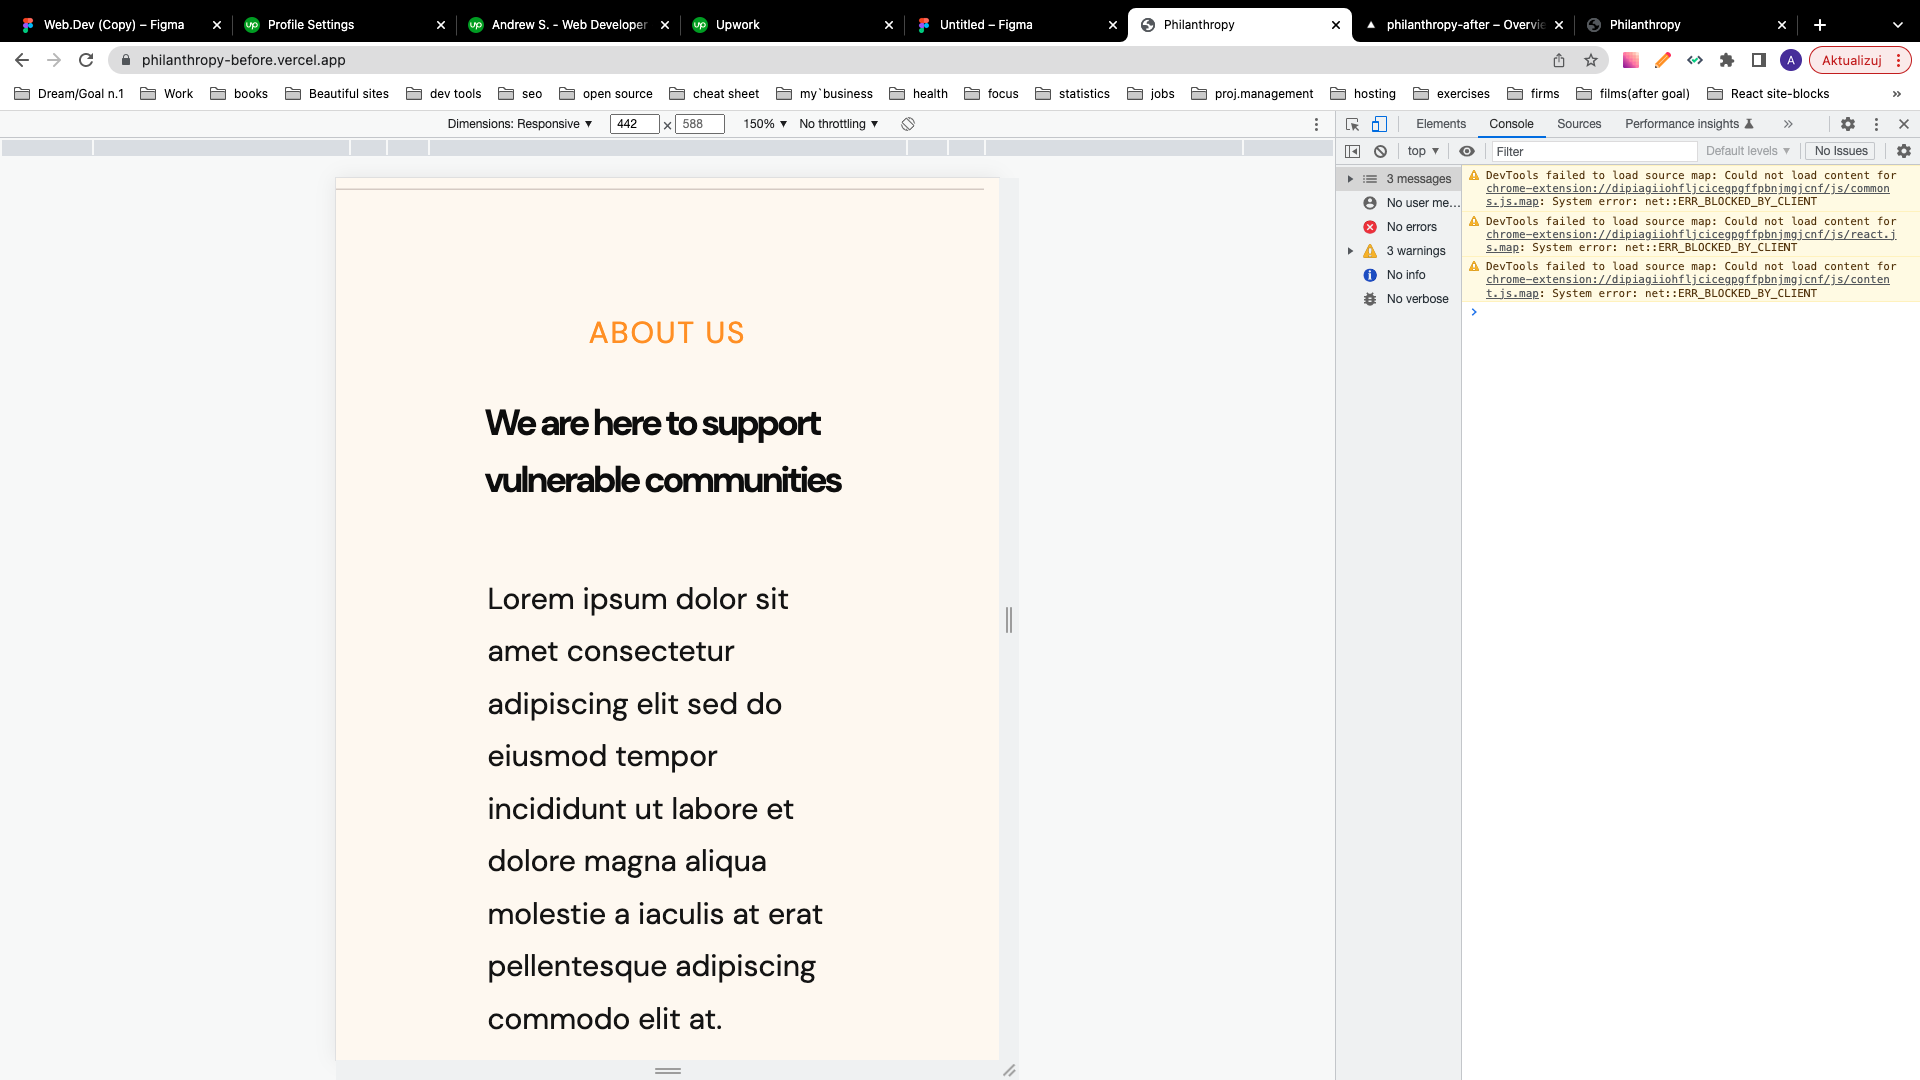 Web.Dev (Copy) – Figma
Profile Settings
Andrew S. - Web Developer
Upwork
Untitled – Figma
Philanthropy
philanthropy-after – Overvie
Philanthropy
philanthropy-before.vercel.app
A
Aktualizuj
Dream/Goal n.1
Work
books
Beautiful sites
dev tools
seo
open source
cheat sheet
my`business
health
focus
statistics
jobs
proj.management
hosting
exercises
firms
films(after goal)
React site-blocks
»
Dimensions: Responsive ▼
442 x 588
150% ▼
No throttling ▼
Elements
Console
Sources
Performance insights
»
top ▼
Filter
Default levels ▼
No Issues
3 messages
No user me...
No errors
3 warnings
No info
No verbose
DevTools failed to load source map: Could not load content for
chrome-extension://dipiagiiohfljcicegpgffpbnjmgjcnf/js/common
s.js.map: System error: net::ERR_BLOCKED_BY_CLIENT
DevTools failed to load source map: Could not load content for
chrome-extension://dipiagiiohfljcicegpgffpbnjmgjcnf/js/react.j
s.map: System error: net::ERR_BLOCKED_BY_CLIENT
DevTools failed to load source map: Could not load content for
chrome-extension://dipiagiiohfljcicegpgffpbnjmgjcnf/js/conten
t.js.map: System error: net::ERR_BLOCKED_BY_CLIENT
ABOUT US
We are here to support
vulnerable communities
Lorem ipsum dolor sit
amet consectetur
adipiscing elit sed do
eiusmod tempor
incididunt ut labore et
dolore magna aliqua
molestie a iaculis at erat
pellentesque adipiscing
commodo elit at.